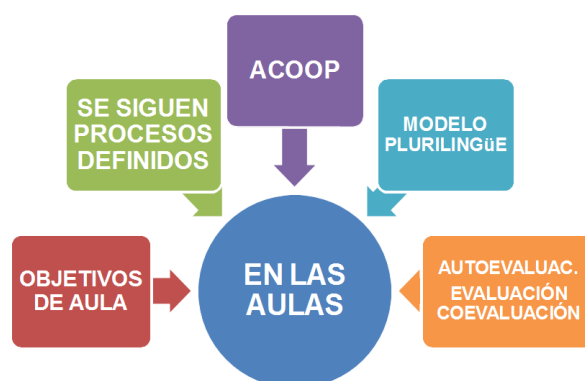 ACOOP
SE SIGUEN
PROCESOS
DEFINIDOS
MODELO
PLURILINGüE
OBJETIVOS
DE AULA
EN LAS
AULAS
AUTOEVALUAC.
EVALUACIÓN
COEVALUACIÓN